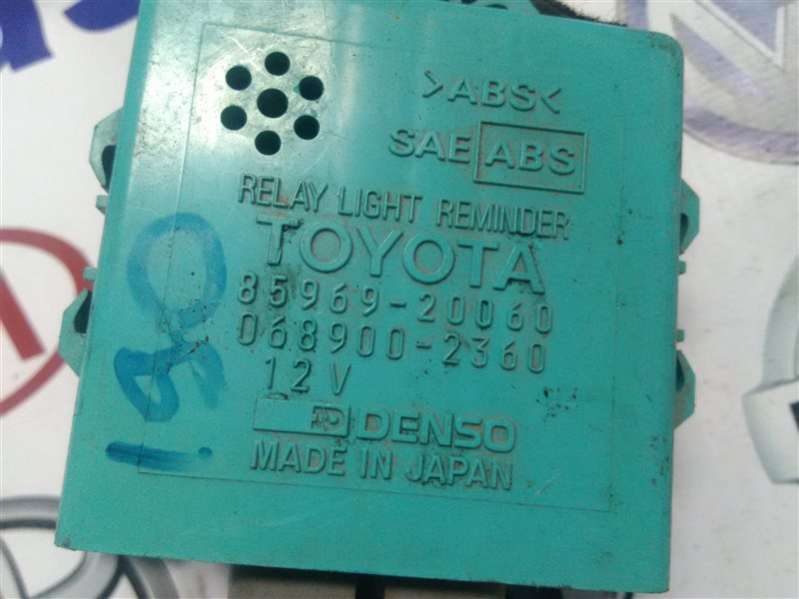 >ABS<
SAE ABS
RELAY LIGHT REMINDER
TOYOTA
85969-20060
068900-2360
12V
DENSO
MADE IN JAPAN